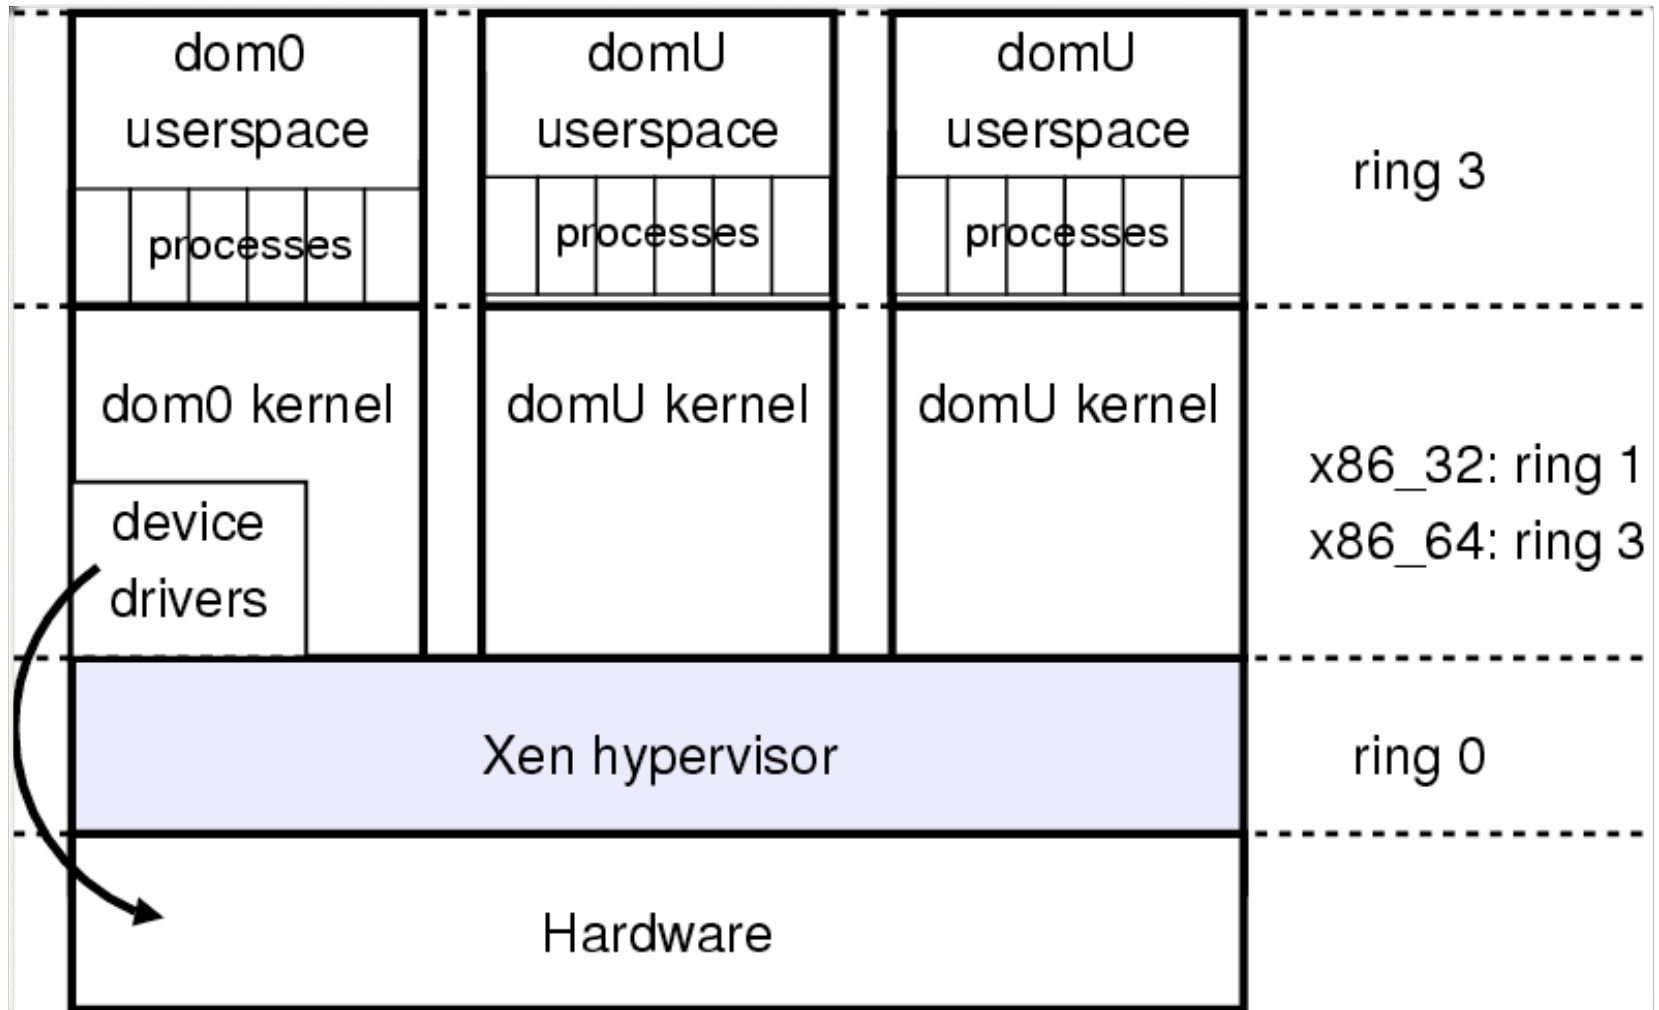 dom0
userspace
processes
domU
userspace
processes
domU
userspace
processes
ring 3
dom0 kernel
device
drivers
domU kernel
domU kernel
x86_32: ring 1
x86_64: ring 3
Xen hypervisor
ring 0
Hardware